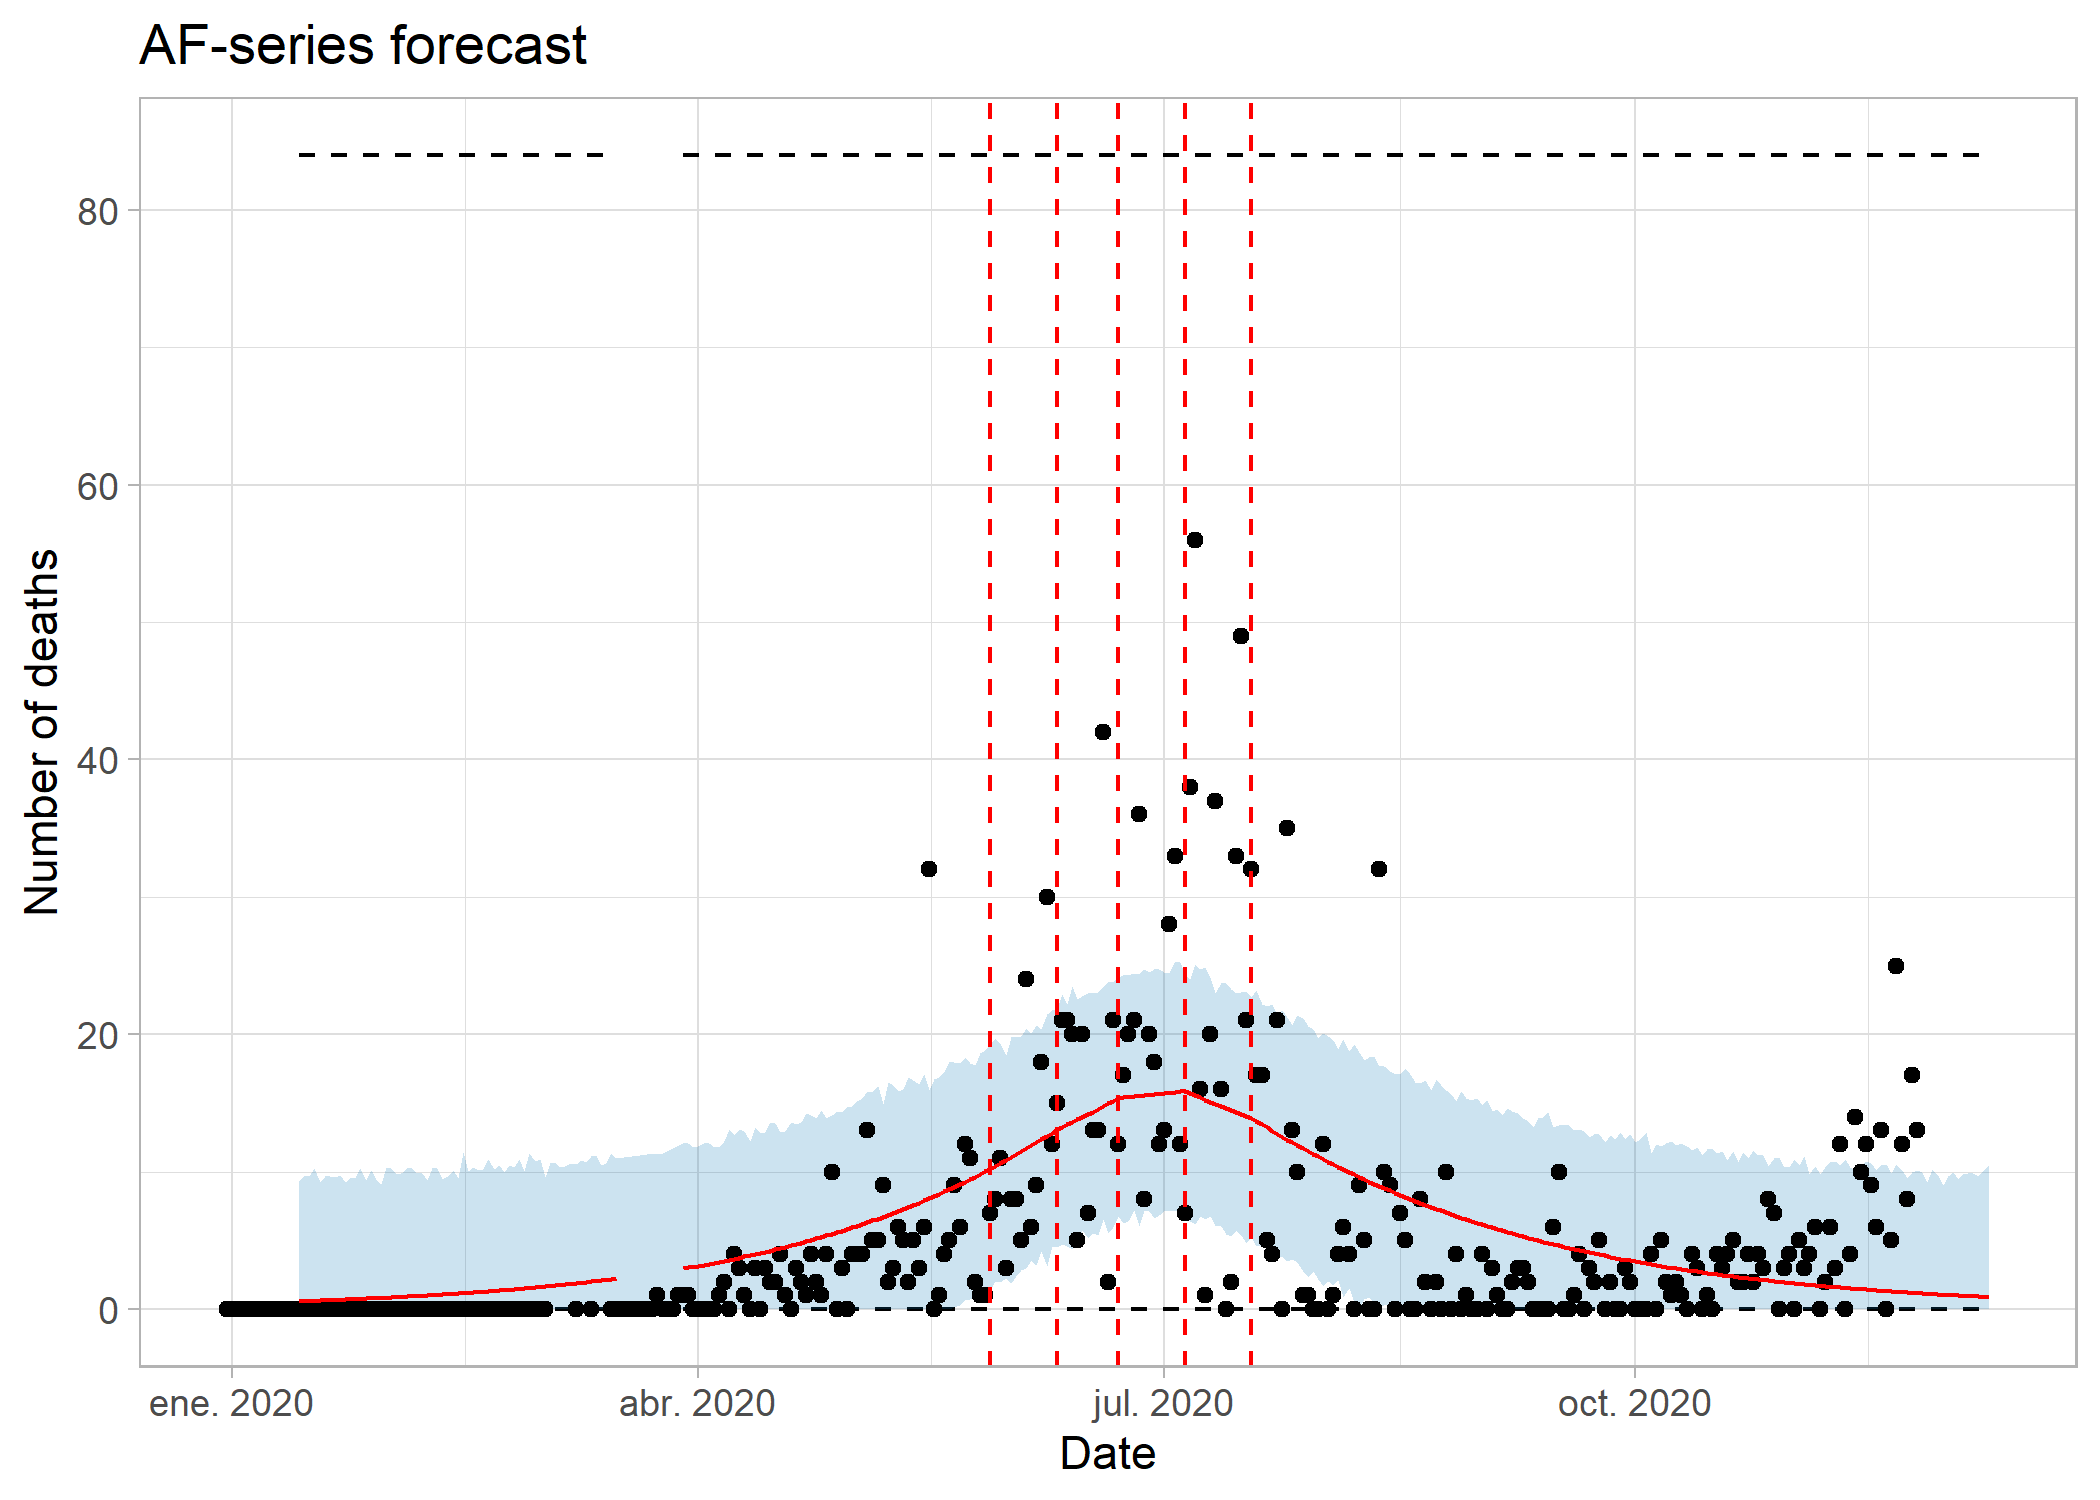 AF-series forecast
Number of deaths
80
60
40
20
0
ene. 2020
abr. 2020
jul. 2020
oct. 2020
Date